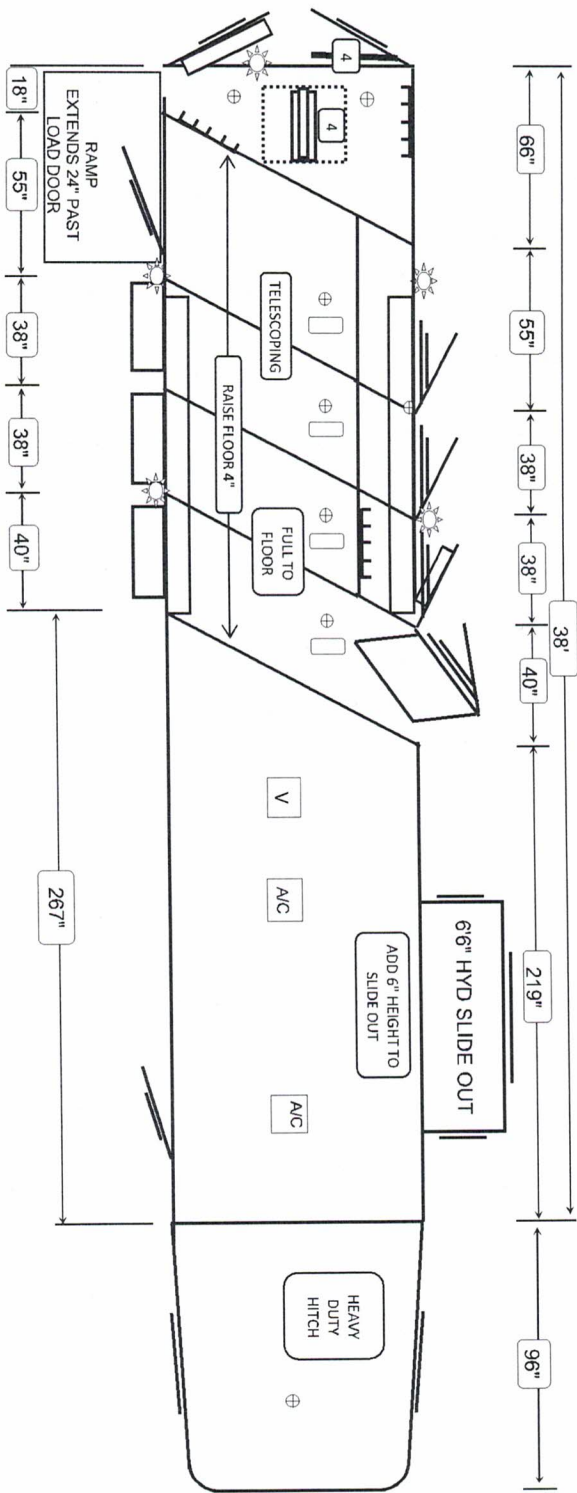 38'
66"
55"
38"
38"
40"
219"
96"
6'6" HYD SLIDE OUT
ADD 6" HEIGHT TO
SLIDE OUT
4
4
TELESCOPING
RAISE FLOOR 4"
FULL TO
FLOOR
V
A/C
A/C
HEAVY
DUTY
HITCH
RAMP
EXTENDS 24" PAST
LOAD DOOR
18"
55"
38"
38"
40"
267"